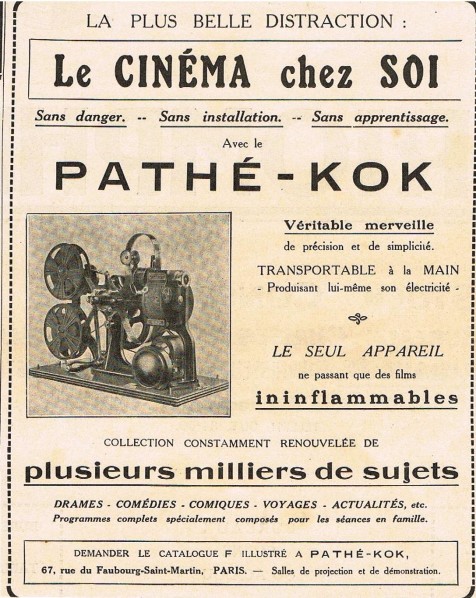 LA PLUS BELLE DISTRACTION :
Le CINÉMA chez SOI
Sans danger. -- Sans installation. -- Sans apprentissage.
Avec le
PATHÉ-KOK
Véritable merveille
de précision et de simplicité.
TRANSPORTABLE à la MAIN
- Produisant lui-même son électricité -
LE SEUL APPAREIL
ne passant que des films
ininflammables
COLLECTION CONSTAMMENT RENOUVELÉE DE
plusieurs milliers de sujets
DRAMES - COMÉDIES - COMIQUES - VOYAGES - ACTUALITÉS, etc.
Programmes complets spécialement composés pour les séances en famille.
DEMANDER LE CATALOGUE F ILLUSTRÉ A PATHÉ-KOK,
67, rue du Faubourg-Saint-Martin, PARIS. — Salles de projection et de démonstration.